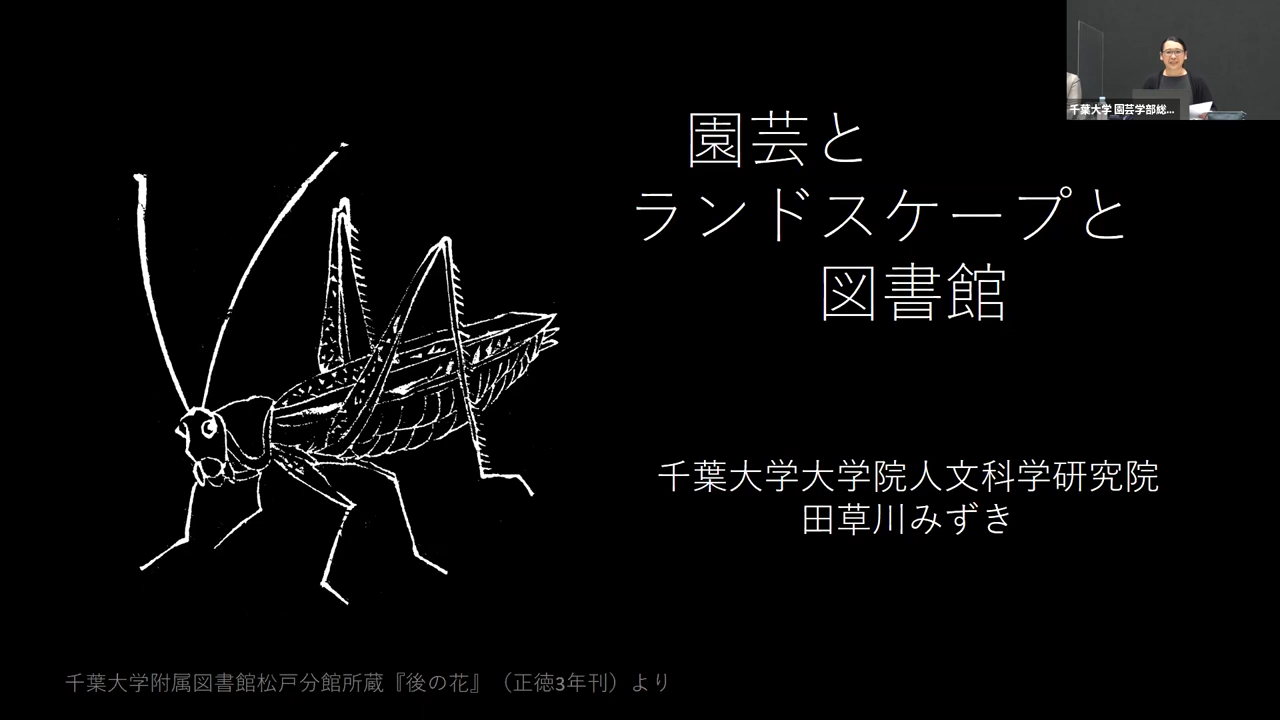 園芸と
ランドスケープと
図書館
千葉大学大学院人文科学研究院
田草川みずき
千葉大学附属図書館松戸分館所蔵『後の花』（正徳3年刊）より
千葉大学 園芸学部総...